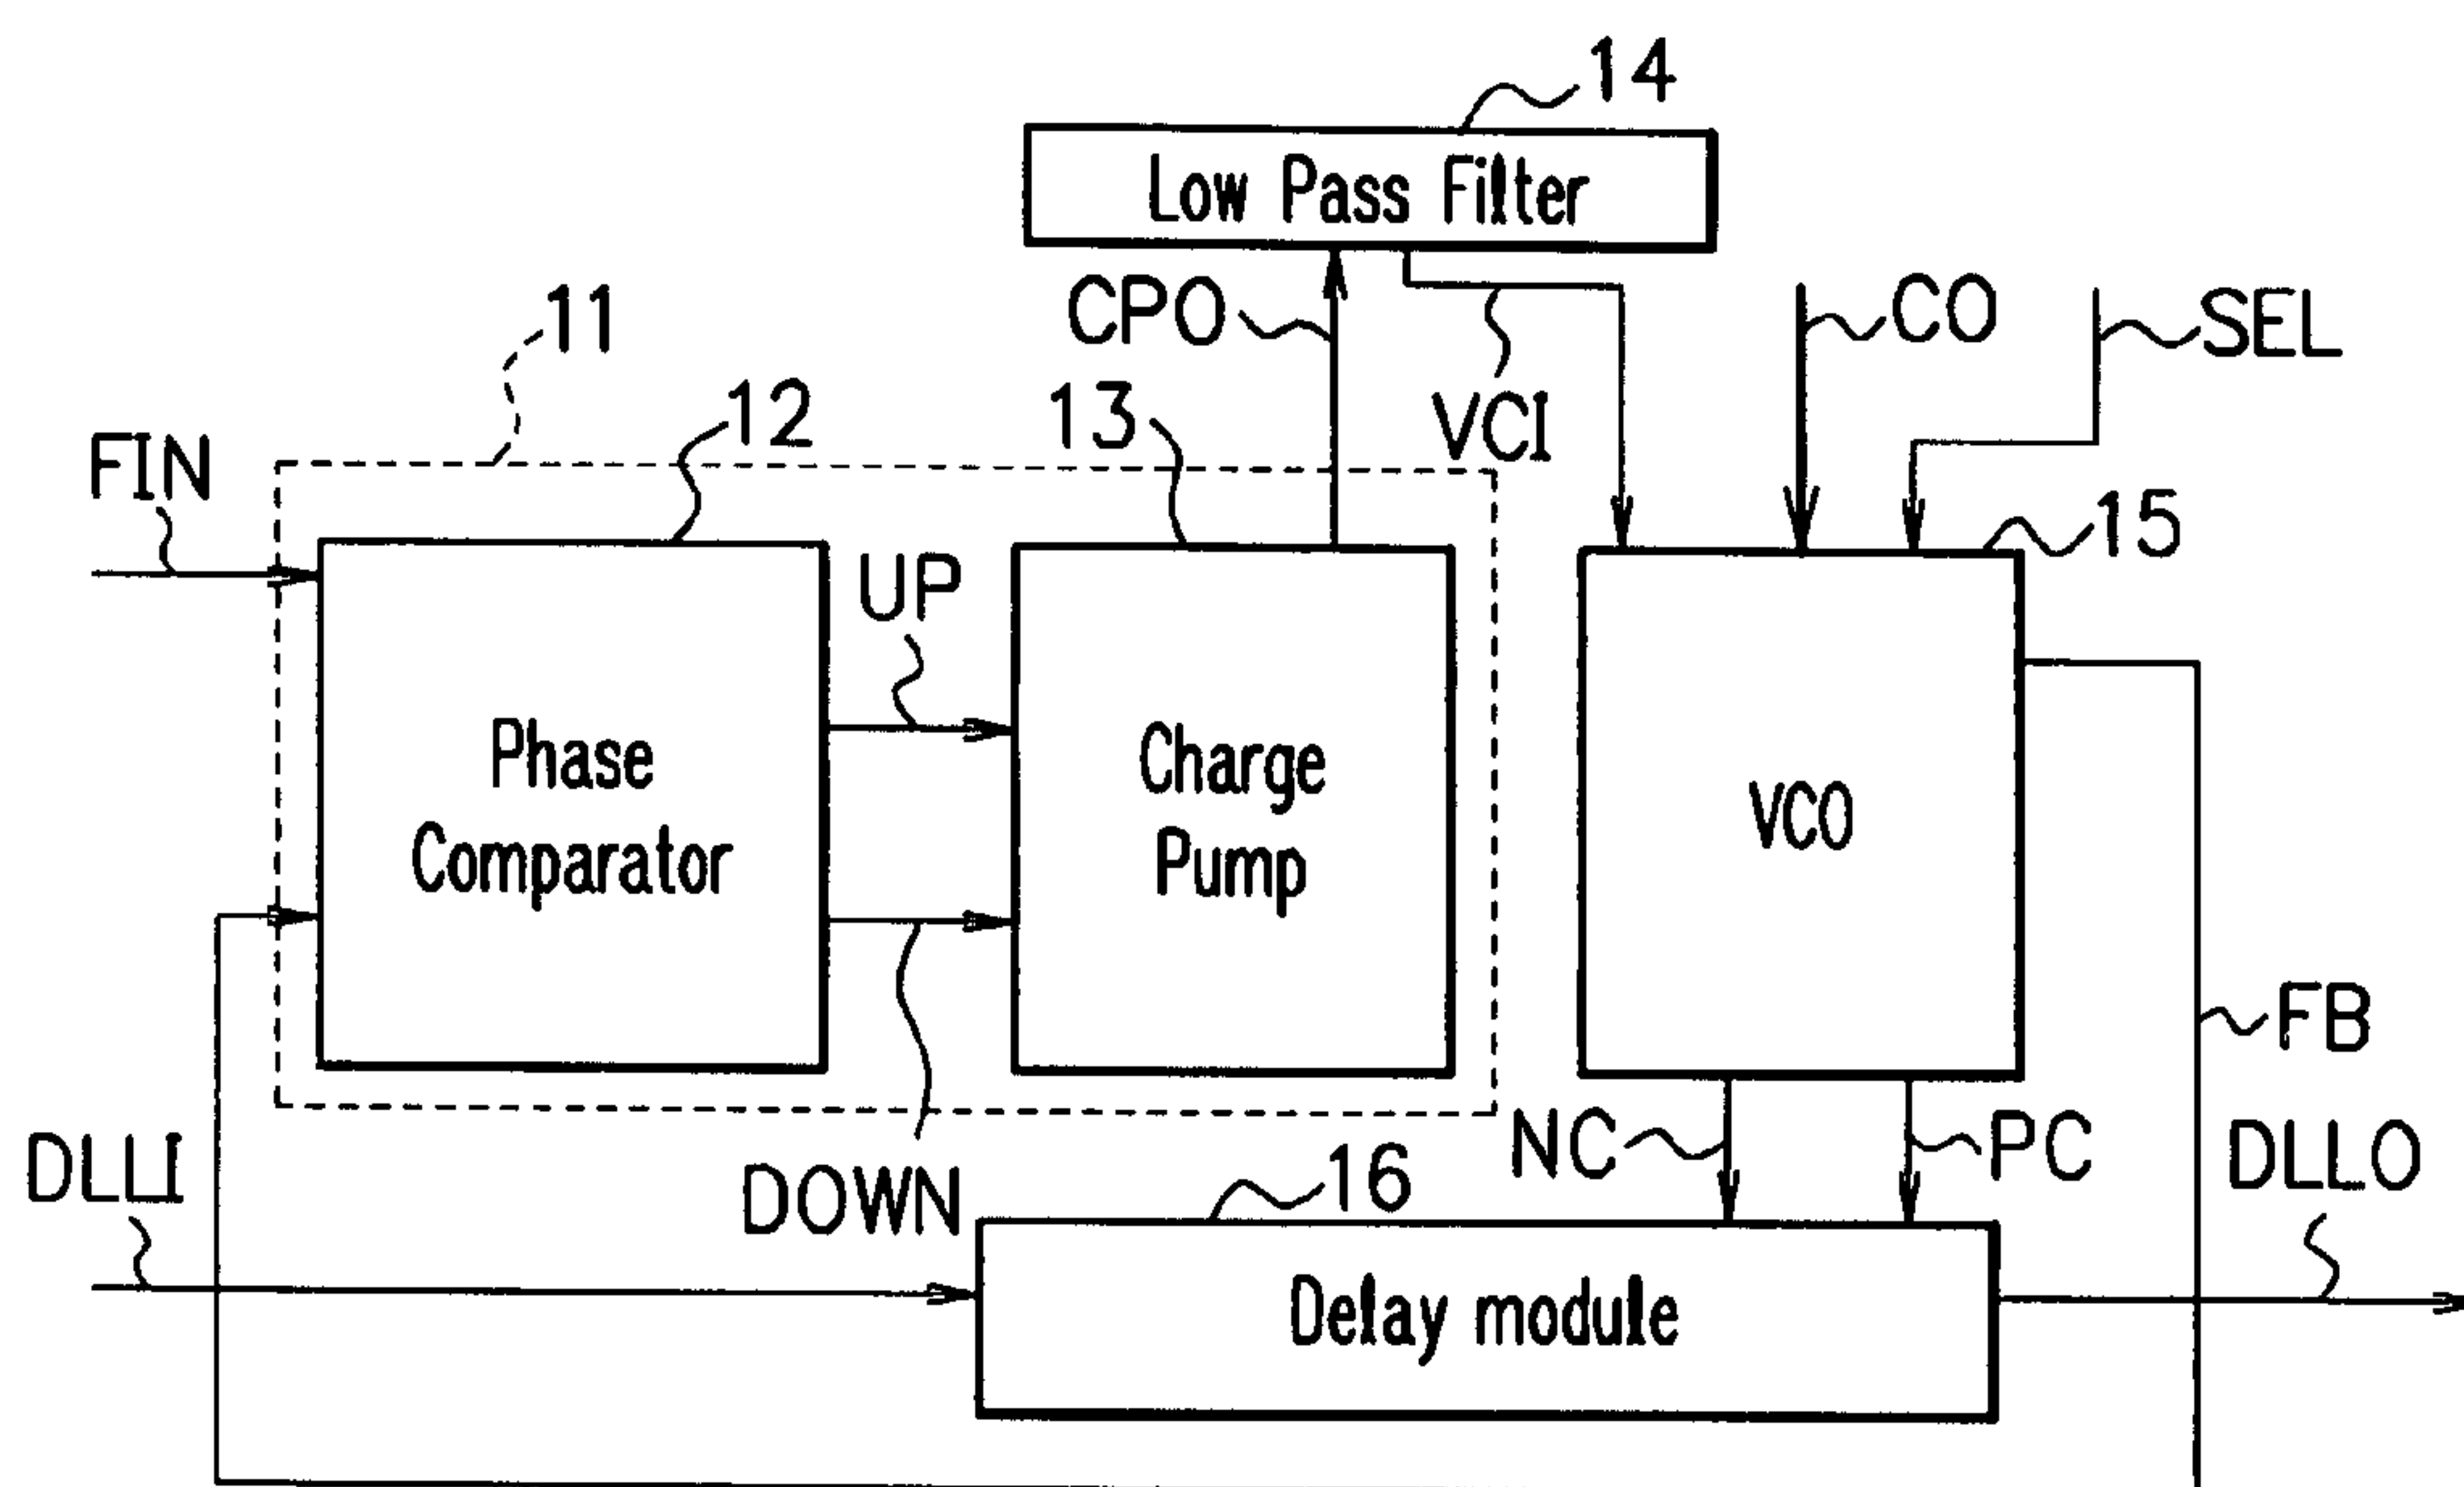 14
Low Pass Filter
11
CPO
CO
SEL
12
13
VCI
FIN
15
UP
Phase
Comparator
Charge
Pump
VCO
FB
NC
PC
DLLI
DOWN
16
DLLO
Delay module